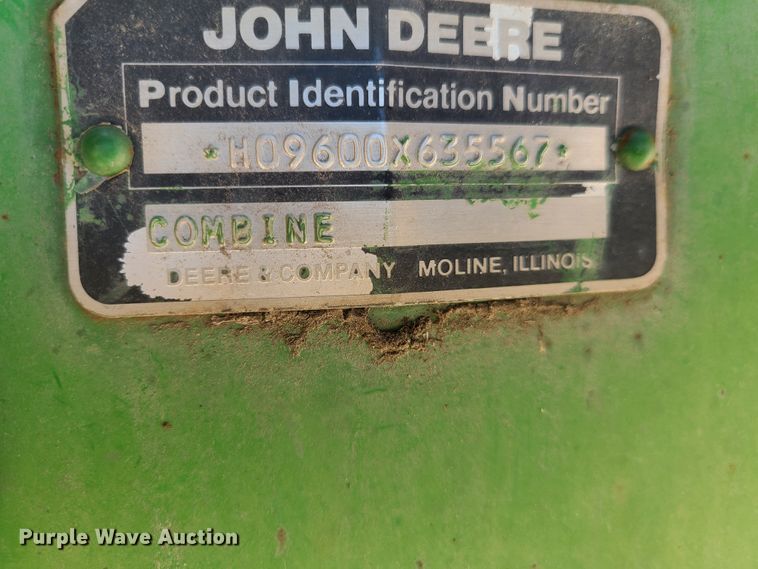 JOHN DEERE
Product Identification Number
*H09600X635567*
COMBINE
DEERE & COMPANY MOLINE, ILLINOIS
Purple Wave Auction